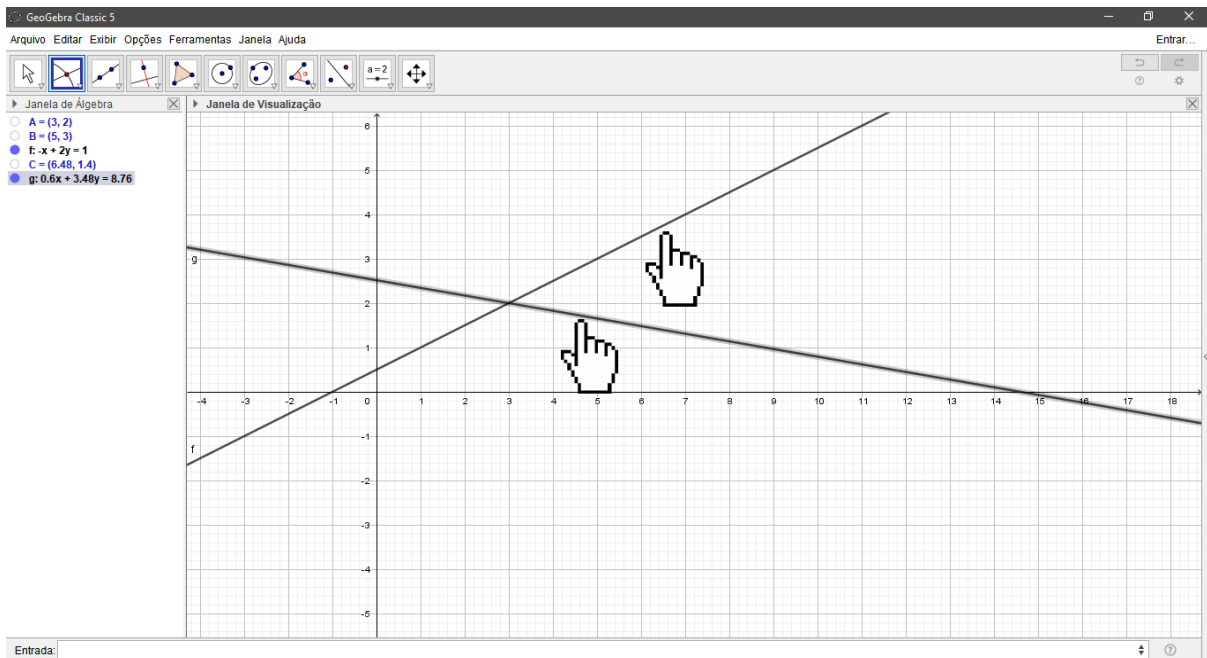 GeoGebra Classic 5
Arquivo Editar Exibir Opções Ferramentas Janela Ajuda
Entrar...
a=2
Janela de Álgebra
Janela de Visualização
A = (3, 2)
B = (5, 3)
f: -x + 2y = 1
C = (6.48, 1.4)
g: 0.6x + 3.48y = 8.76
6
5
4
3
2
1
-4 -3 -2 -1 0 1 2 3 4 5 6 7 8 9 10 11 12 13 14 15 16 17 18
-1
-2
-3
-4
-5
g
f
Entrada: